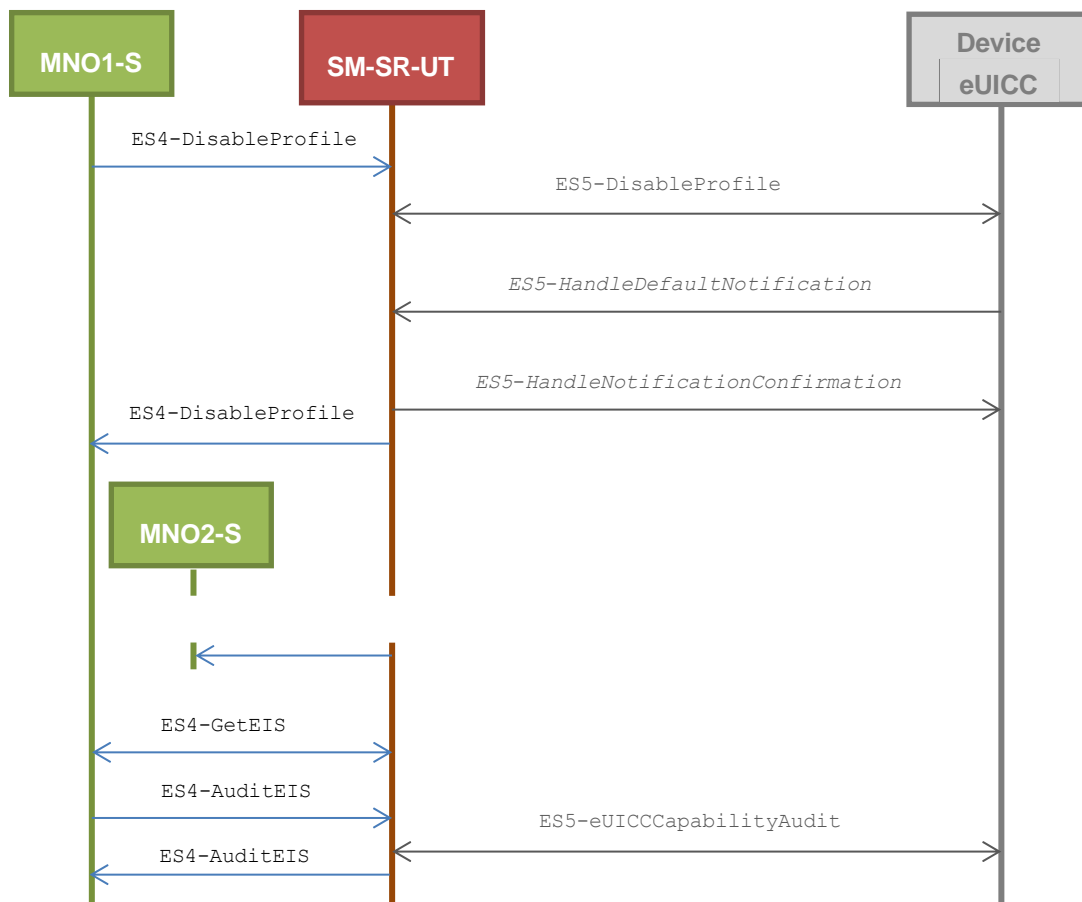 MNO1-S
SM-SR-UT
Device
eUICC
ES4-DisableProfile
ES5-DisableProfile
ES5-HandleDefaultNotification
ES5-HandleNotificationConfirmation
ES4-DisableProfile
MNO2-S
ES4-GetEIS
ES4-AuditEIS
ES5-eUICCCapabilityAudit
ES4-AuditEIS